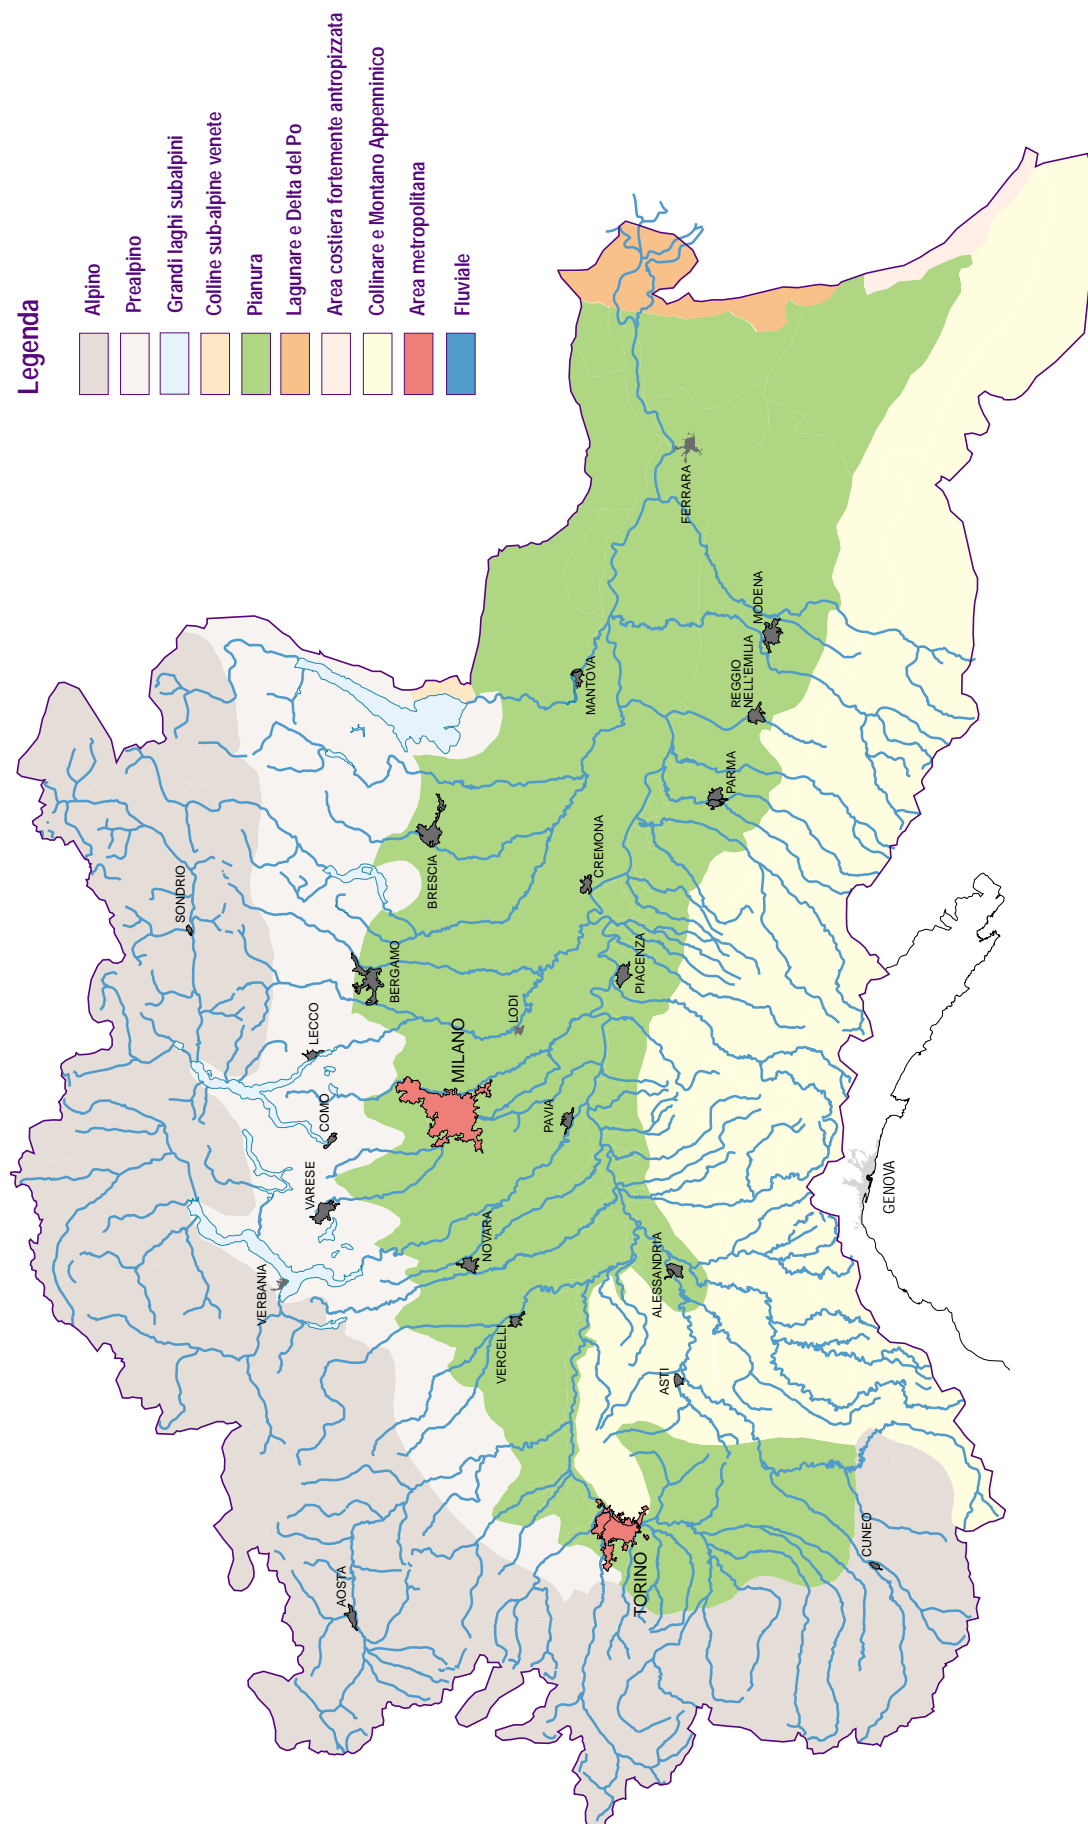 Legenda
Alpino
Prealpino
Grandi laghi subalpini
Colline sub-alpine venete
Pianura
Lagunare e Delta del Po
Area costiera fortemente antropizzata
Collinare e Montano Appenninico
Area metropolitana
Fluviale
SONDRIO
AOSTA
VERBANIA
VARESE
COMO
LECCO
BERGAMO
BRESCIA
MILANO
NOVARA
VERCELLI
LODI
PAVIA
CREMONA
MANTOVA
PIACENZA
TORINO
ASTI
ALESSANDRIA
PARMA
REGGIO
NELL'EMILIA
MODENA
FERRARA
CUNEO
GENOVA